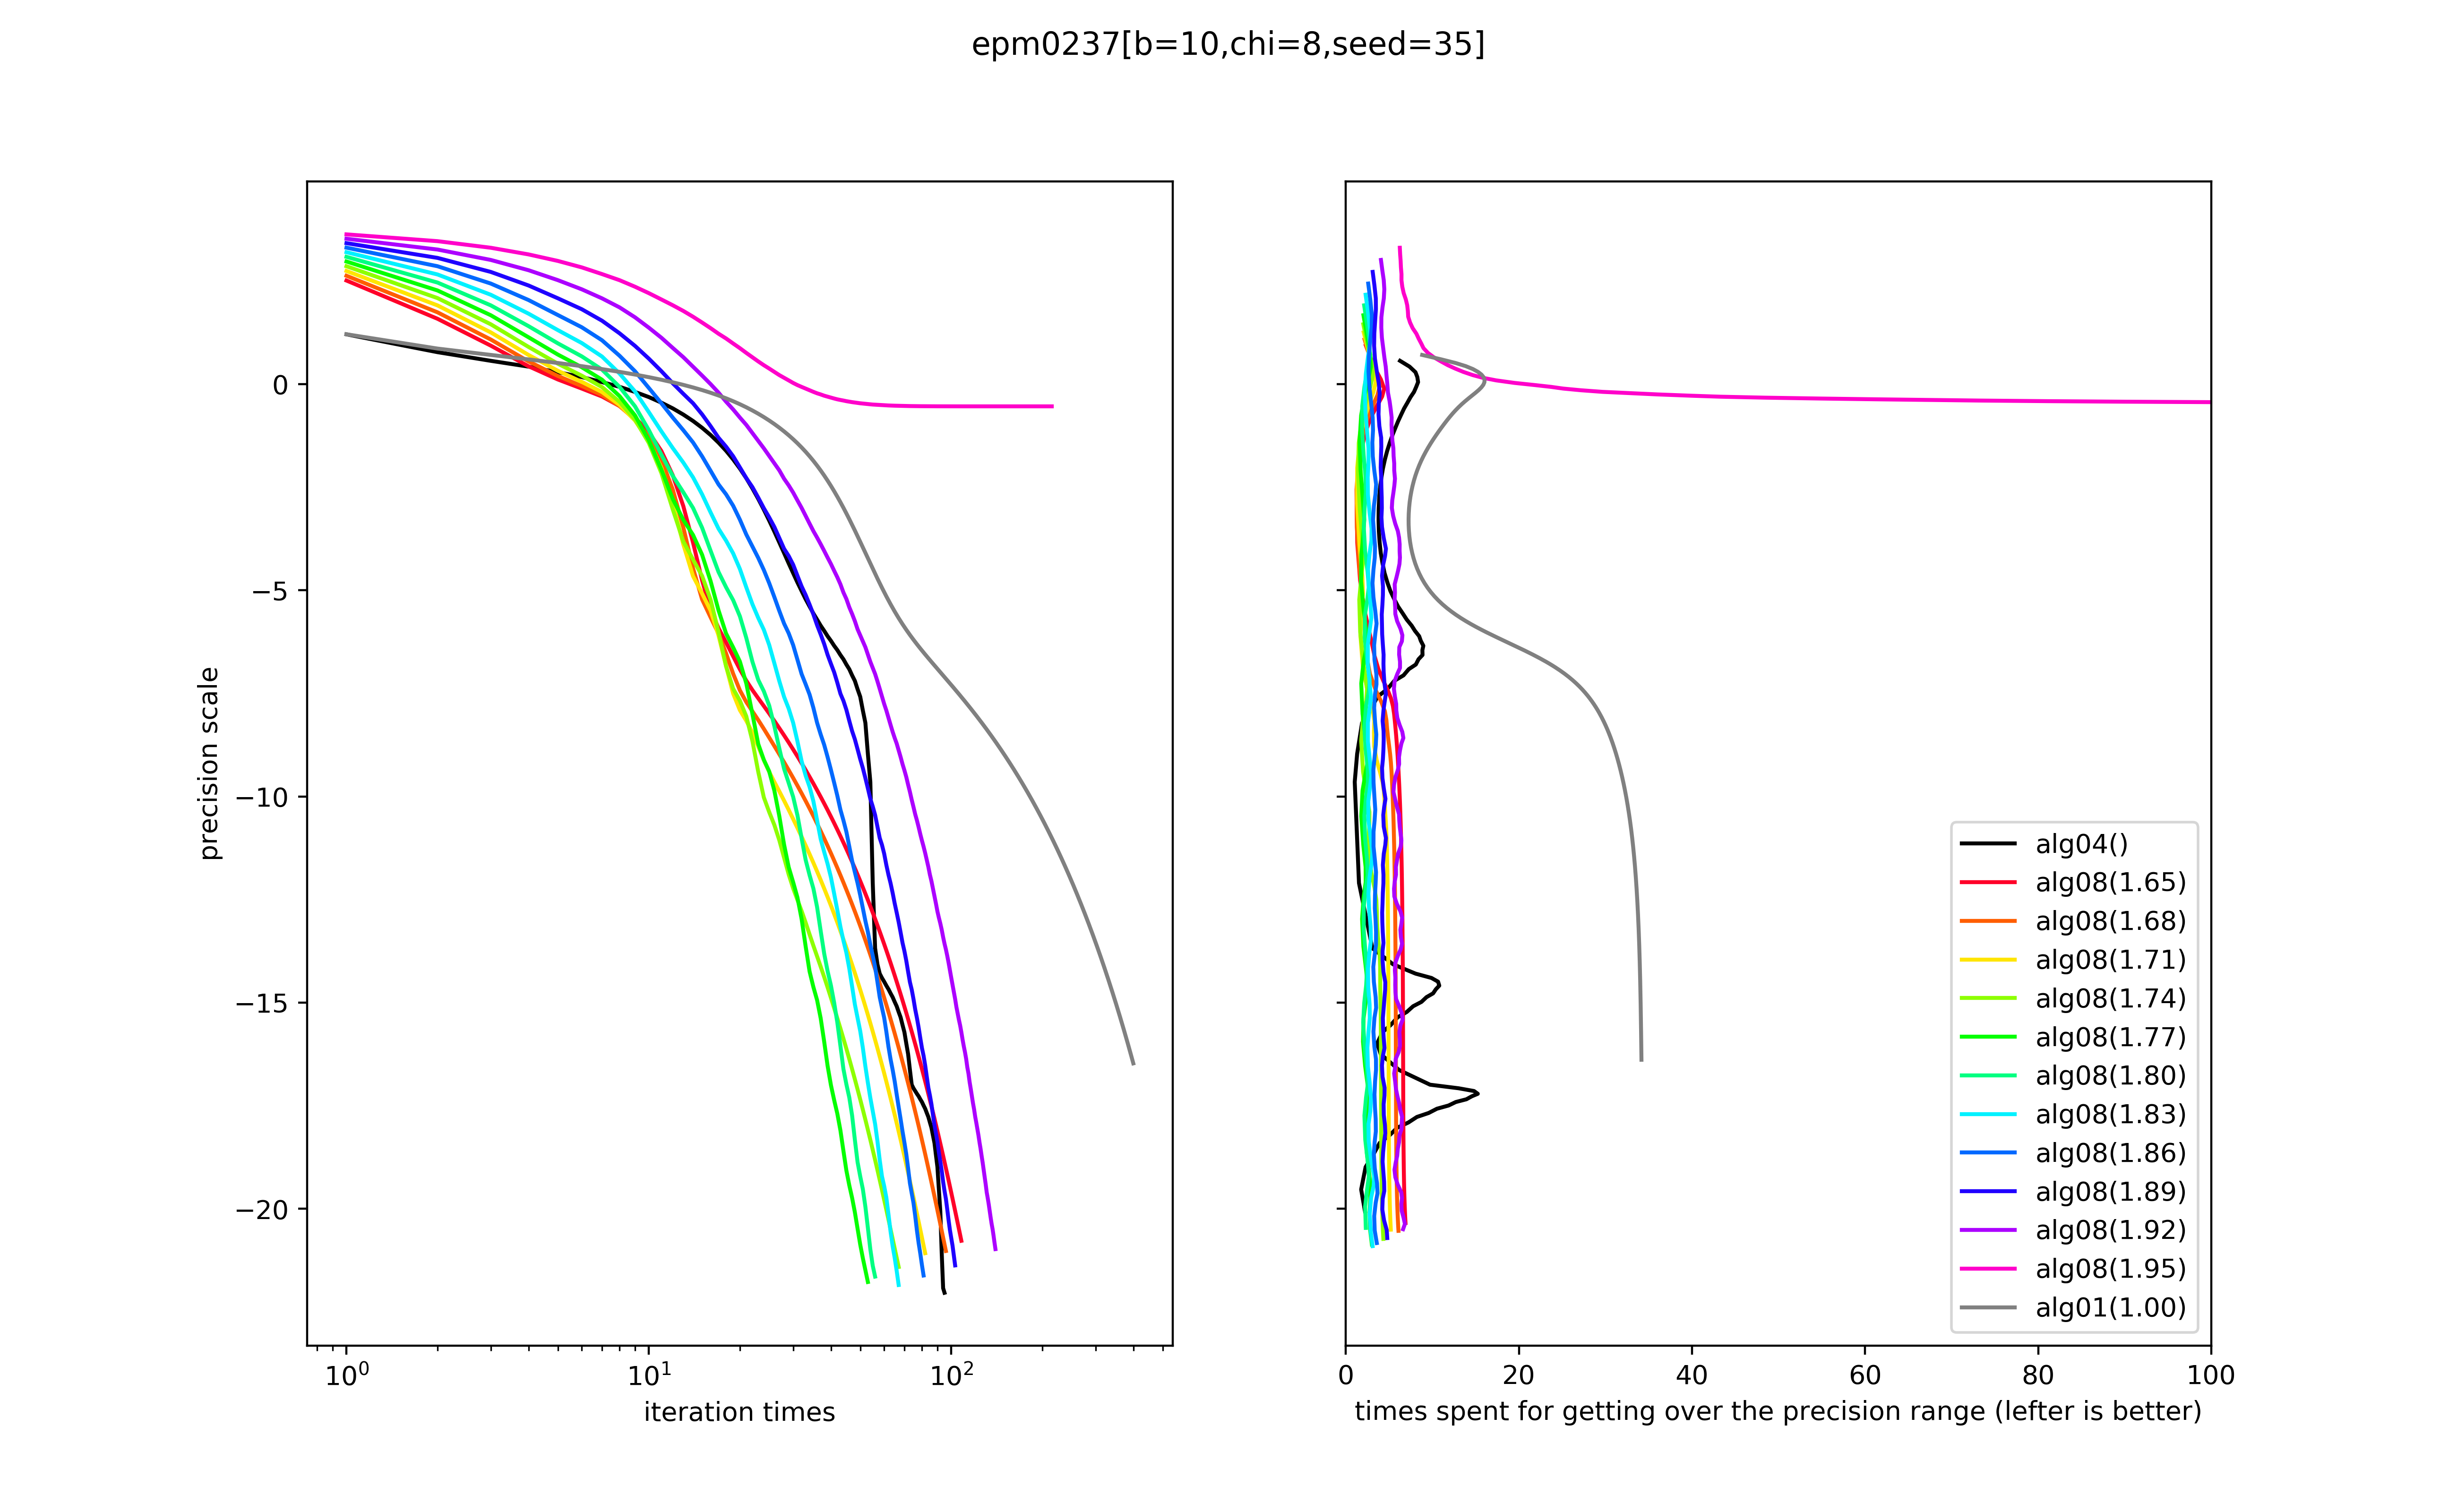 epm0237[b=10,chi=8,seed=35]
precision scale
0
−5
−10
−15
−20
10⁰
10¹
10²
iteration times
0
20
40
60
80
100
times spent for getting over the precision range (lefter is better)
alg04()
alg08(1.65)
alg08(1.68)
alg08(1.71)
alg08(1.74)
alg08(1.77)
alg08(1.80)
alg08(1.83)
alg08(1.86)
alg08(1.89)
alg08(1.92)
alg08(1.95)
alg01(1.00)